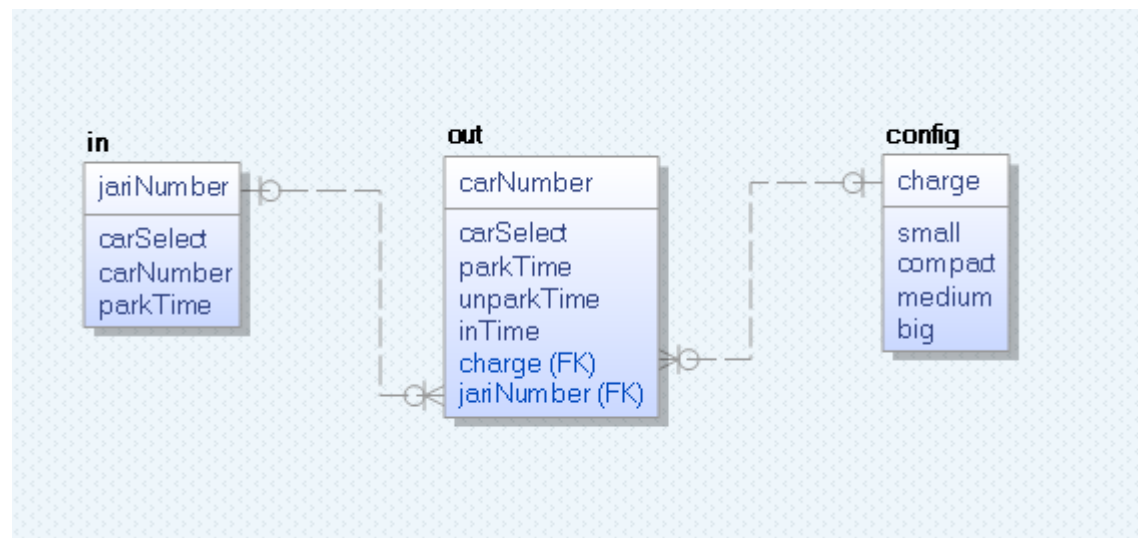 in
jariNumber
carSelect
carNumber
parkTime
out
carNumber
carSelect
parkTime
unparkTime
inTime
charge (FK)
jariNumber (FK)
config
charge
small
compact
medium
big